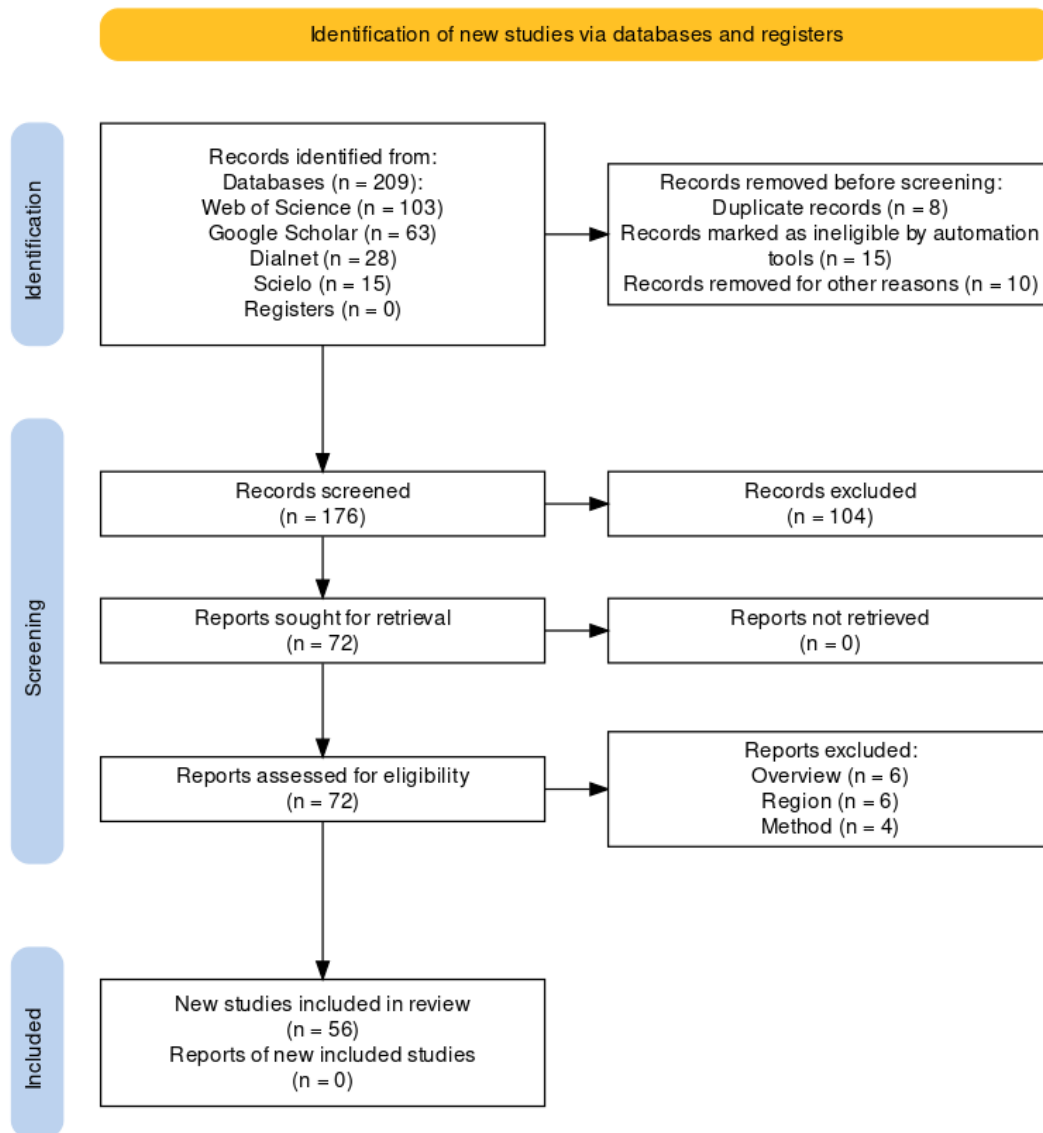 Identification of new studies via databases and registers
Identification
Records identified from:
Databases (n = 209):
Web of Science (n = 103)
Google Scholar (n = 63)
Dialnet (n = 28)
Scielo (n = 15)
Registers (n = 0)
Records removed before screening:
Duplicate records (n = 8)
Records marked as ineligible by automation
tools (n = 15)
Records removed for other reasons (n = 10)
Screening
Records screened
(n = 176)
Records excluded
(n = 104)
Reports sought for retrieval
(n = 72)
Reports not retrieved
(n = 0)
Reports assessed for eligibility
(n = 72)
Reports excluded:
Overview (n = 6)
Region (n = 6)
Method (n = 4)
Included
New studies included in review
(n = 56)
Reports of new included studies
(n = 0)